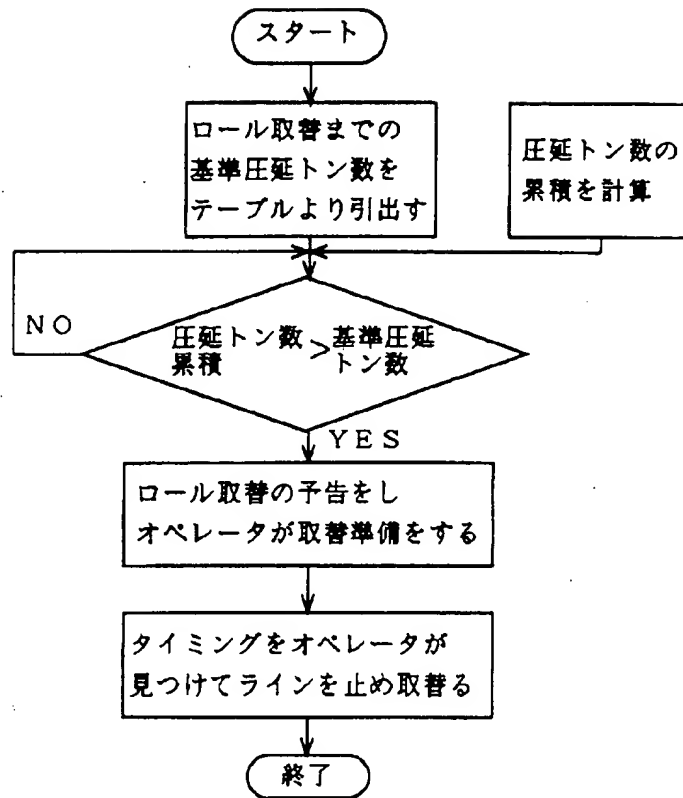 スタート
ロール取替までの
基準圧延トン数を
テーブルより引出す
圧延トン数の
累積を計算
NO
圧延トン数
累積
>
基準圧延
トン数
YES
ロール取替の予告をし
オペレータが取替準備をする
タイミングをオペレータが
見つけてラインを止め取替る
終了